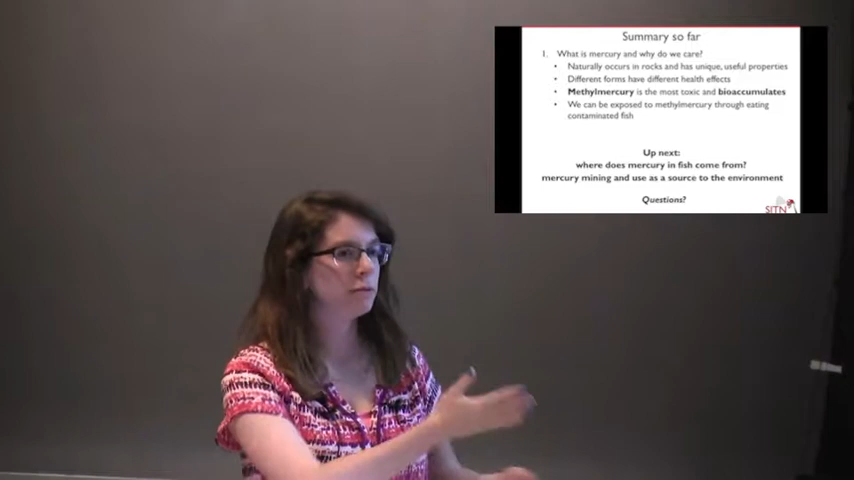 Summary so far
1. What is mercury and why do we care?
• Naturally occurs in rocks and has unique, useful properties
• Different forms have different health effects
• Methylmercury is the most toxic and bioaccumulates
• We can be exposed to methylmercury through eating
contaminated fish
Up next:
where does mercury in fish come from?
mercury mining and use as a source to the environment
Questions?
SITN